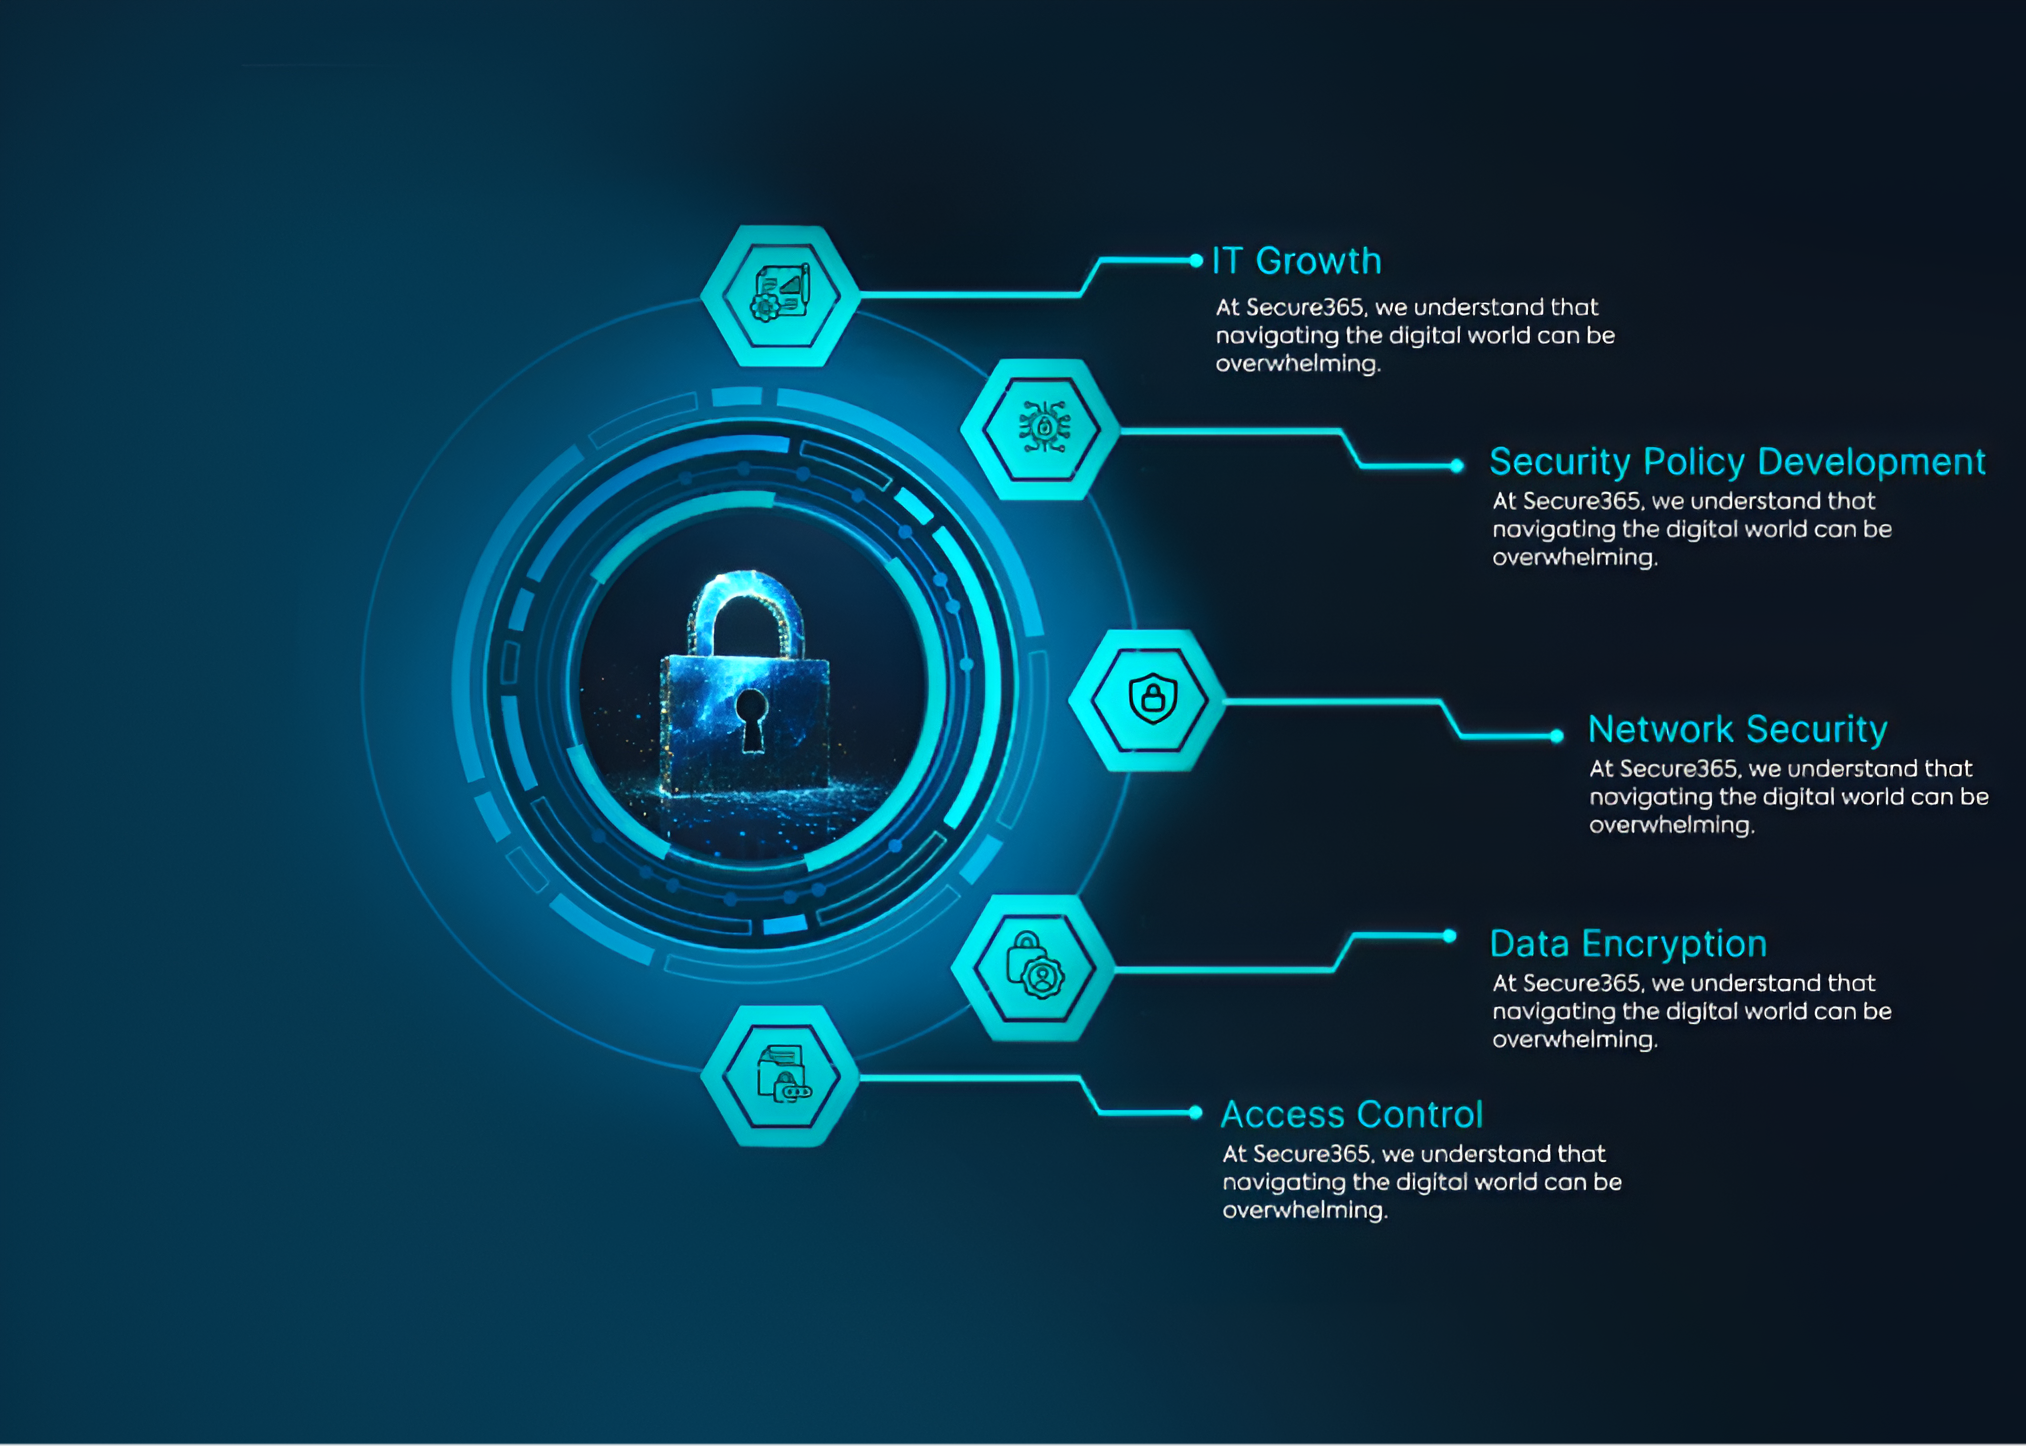 IT Growth
At Secure365, we understand that
navigating the digital world can be
overwhelming.
Security Policy Development
At Secure365, we understand that
navigating the digital world can be
overwhelming.
Network Security
At Secure365, we understand that
navigating the digital world can be
overwhelming.
Data Encryption
At Secure365, we understand that
navigating the digital world can be
overwhelming.
Access Control
At Secure365, we understand that
navigating the digital world can be
overwhelming.